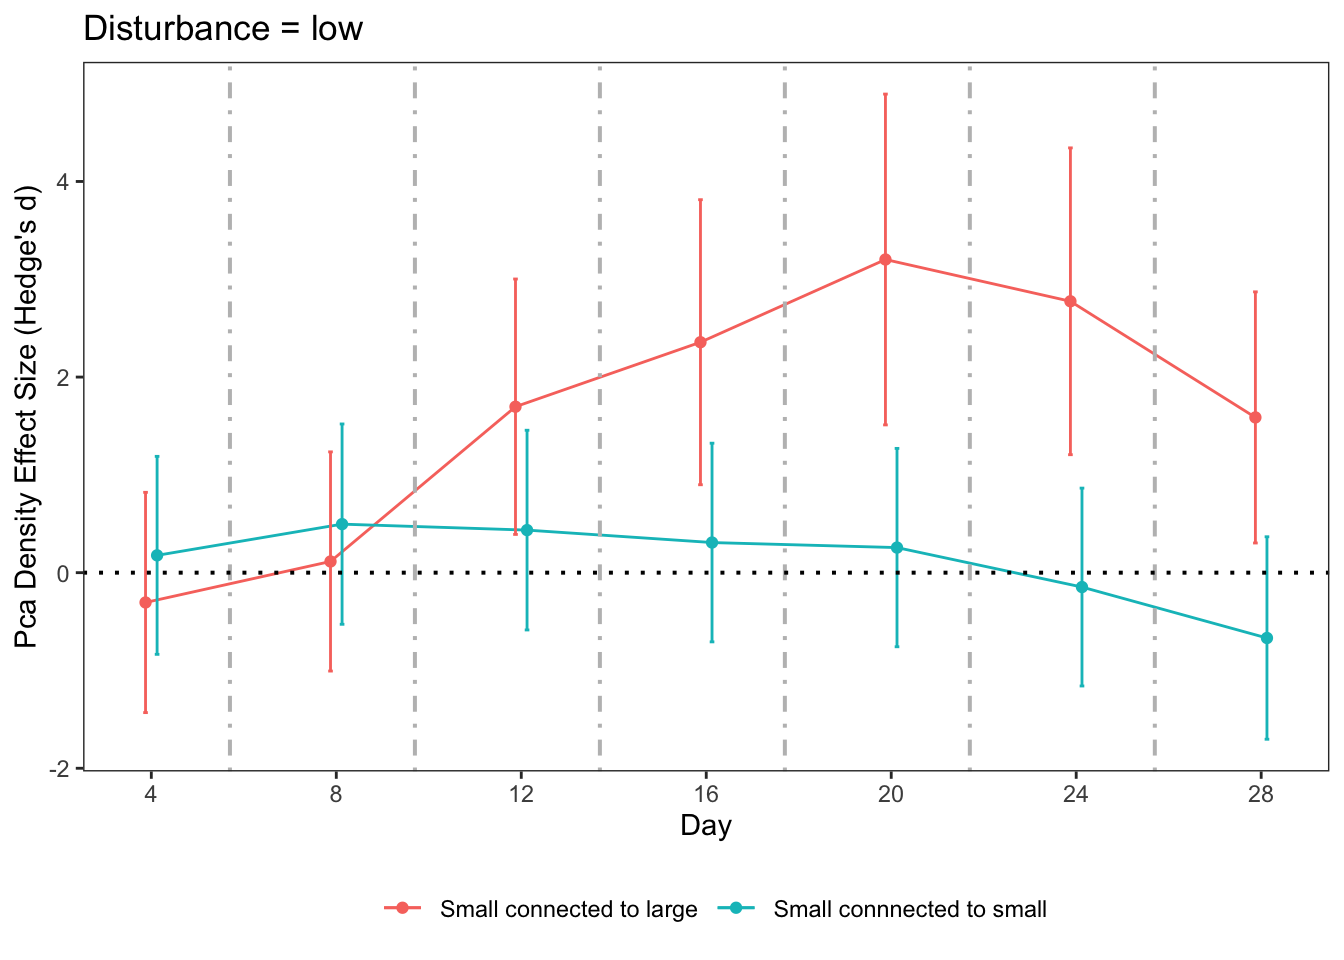 Disturbance = low
Pca Density Effect Size (Hedge's d)
4
2
0
-2
4 8 12 16 20 24 28
Day
Small connected to large Small connnected to small